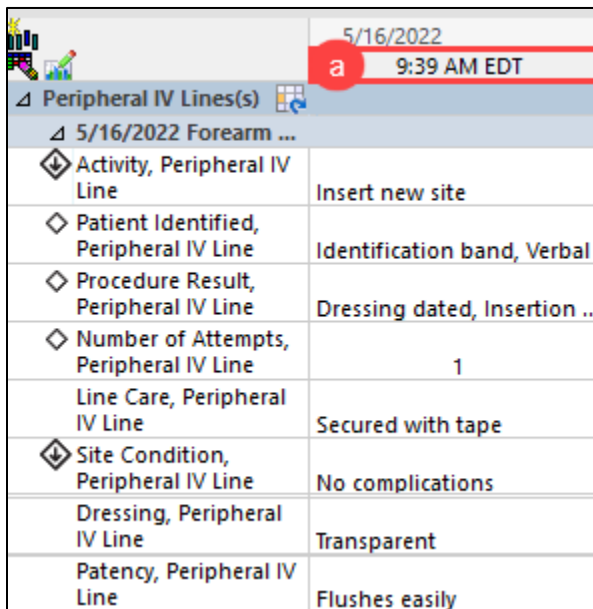 5/16/2022
a 9:39 AM EDT
Peripheral IV Lines(s)
5/16/2022 Forearm ...
Activity, Peripheral IV
Line
Insert new site
Patient Identified,
Peripheral IV Line
Identification band, Verbal
Procedure Result,
Peripheral IV Line
Dressing dated, Insertion ..
Number of Attempts,
Peripheral IV Line
1
Line Care, Peripheral
IV Line
Secured with tape
Site Condition,
Peripheral IV Line
No complications
Dressing, Peripheral
IV Line
Transparent
Patency, Peripheral IV
Line
Flushes easily